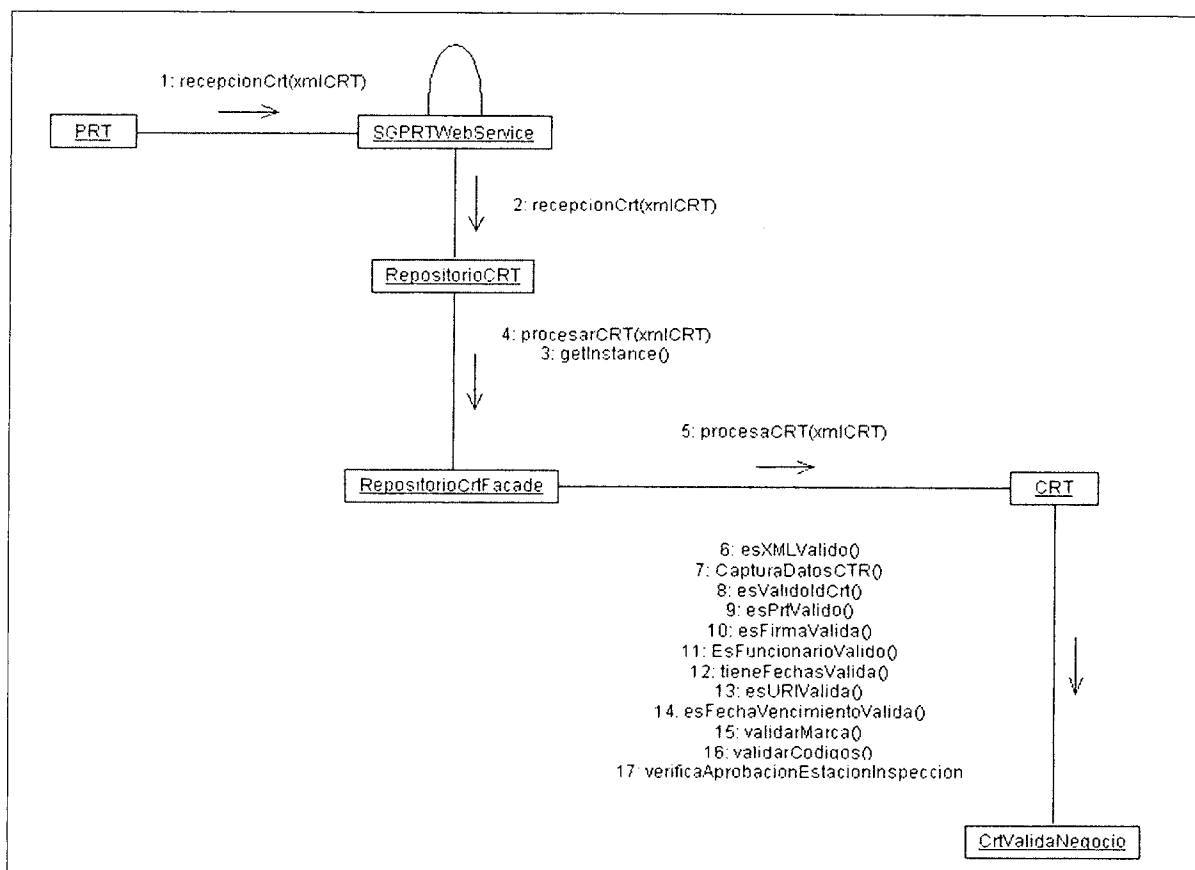 1: recepcionCrt(xmlCRT)
PRT
SGPRTWebService
2: recepcionCrt(xmlCRT)
RepositorioCRT
4: procesarCRT(xmlCRT)
3: getInstance()
5: procesaCRT(xmlCRT)
RepositorioCrtFacade
CRT
6: esXMLValido()
7: CapturaDatosCTR()
8: esValidoIdCrt()
9: esPrtValido()
10: esFirmaValida()
11: EsFuncionarioValido()
12: tieneFechasValida()
13: esURIValida()
14: esFechaVencimientoValida()
15: validarMarca()
16: validarCodigos()
17: verificaAprobacionEstacionInspeccion
CrtValidaNegocio